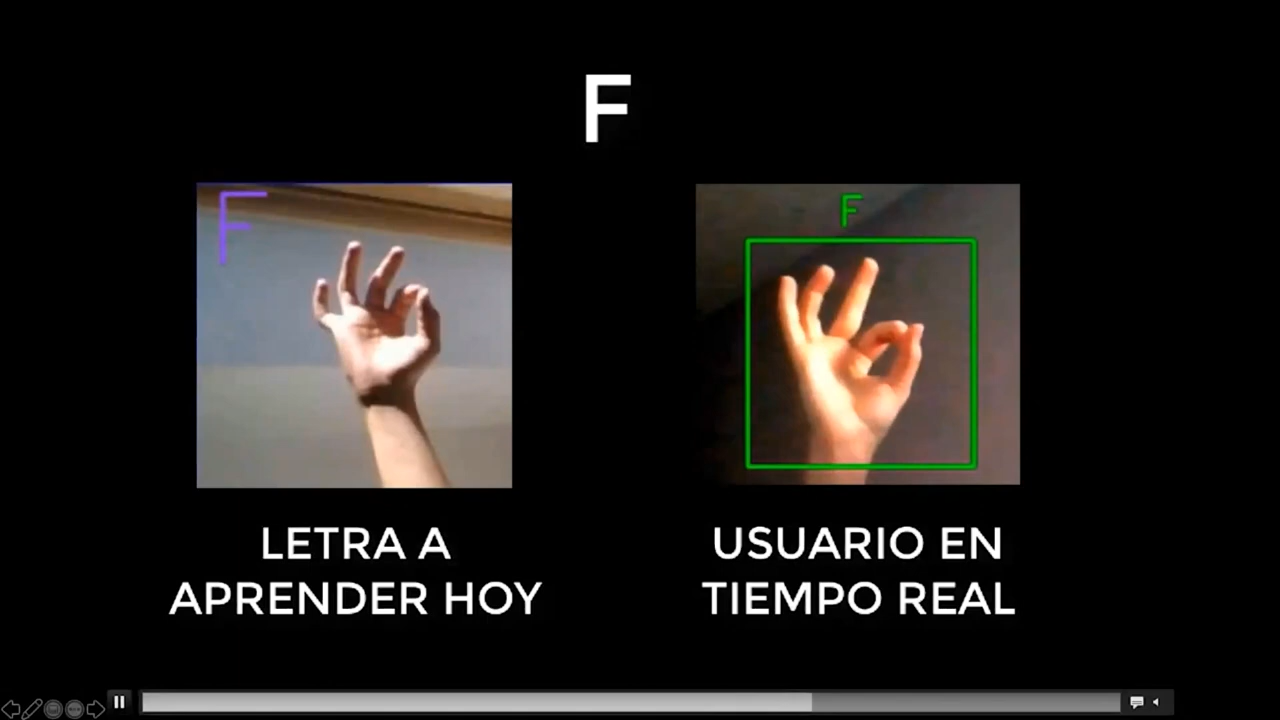 F
F
F
LETRA A
APRENDER HOY
USUARIO EN
TIEMPO REAL